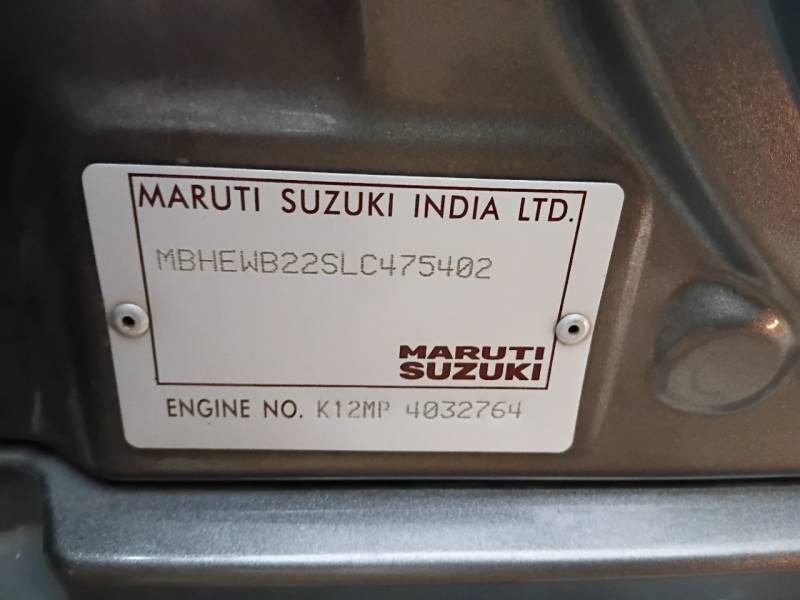 MARUTI SUZUKI INDIA LTD.
MBHEWB22SLC475402
MARUTI
SUZUKI
ENGINE NO. K12MP 4032764